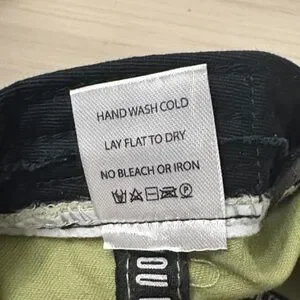 HAND WASH COLD
LAY FLAT TO DRY
NO BLEACH OR IRON